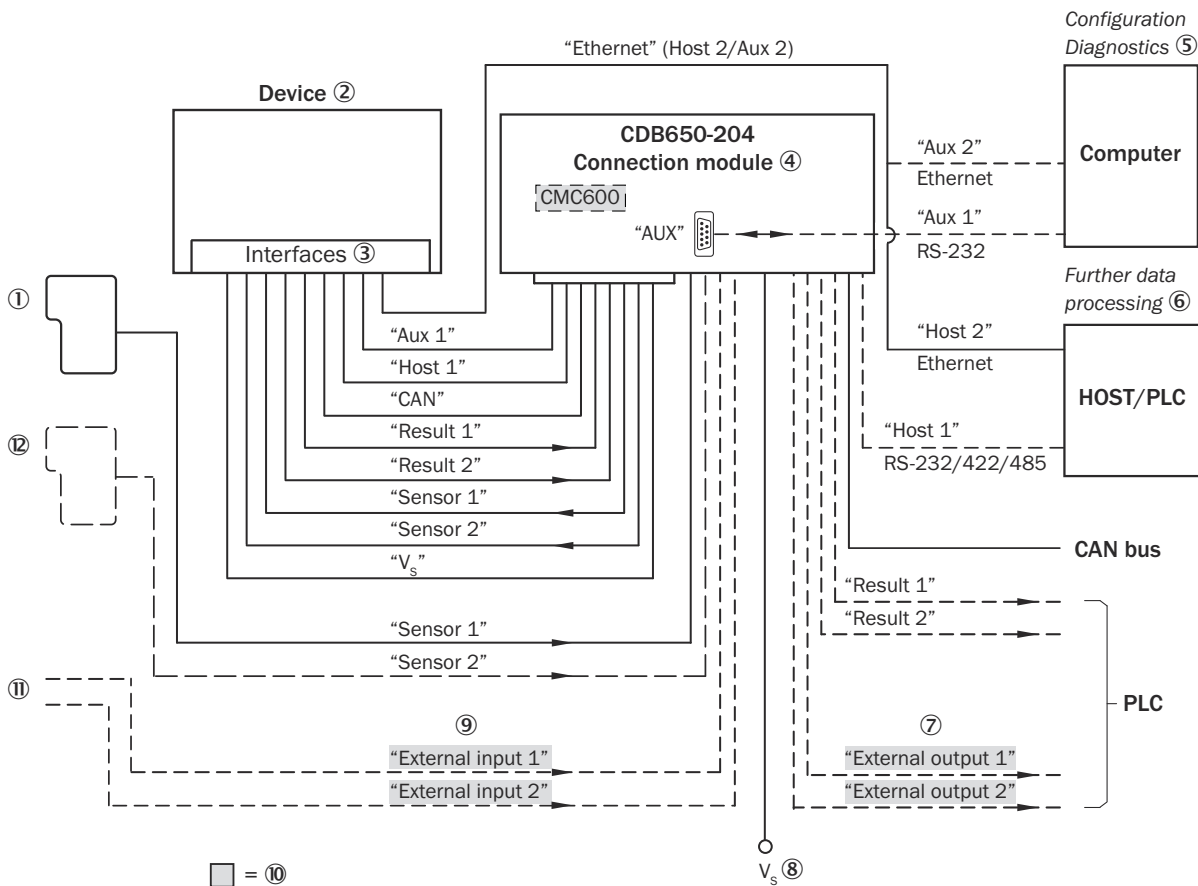 Configuration
Diagnostics ⑤
“Ethernet” (Host 2/Aux 2)
Device ②
CDB650-204
Connection module ④
CMC600
“AUX”
“Aux 2”
Ethernet
Computer
“Aux 1”
RS-232
Interfaces ③
①
Further data
processing ⑥
“Aux 1”
“Host 1”
“CAN”
“Result 1”
“Result 2”
“Sensor 1”
“Sensor 2”
“Vs”
“Host 2”
Ethernet
HOST/PLC
“Host 1”
RS-232/422/485
⑫
CAN bus
“Result 1”
“Result 2”
“Sensor 1”
“Sensor 2”
⑪
PLC
⑨
⑦
“External input 1”
“External input 2”
“External output 1”
“External output 2”
= ⑩
Vs ⑧